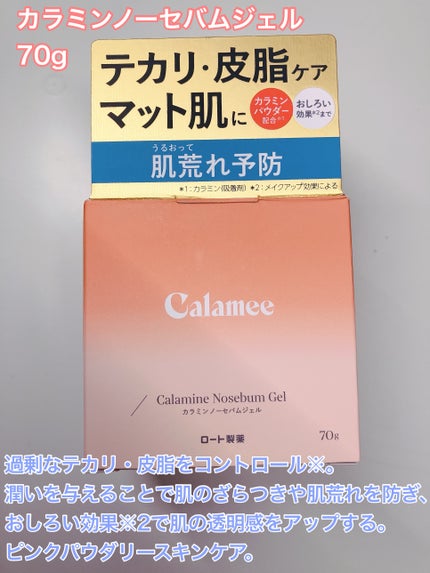 カラミンノーセバムジェル
70g
テカリ・皮脂ケア
マット肌に
カラミン
パウダー
配合※1
おしろい
効果※2まで
うるおって
肌荒れ予防
※1:カラミン(吸着剤) ※2:メイクアップ効果による
Calamee
Calamine Nosebum Gel
カラミンノーセバムジェル
ロート製薬
70g
過剰なテカリ・皮脂をコントロール※。
潤いを与えることで肌のざらつきや肌荒れを防ぎ、
おしろい効果※2で肌の透明感をアップする。
ピンクパウダリースキンケア。